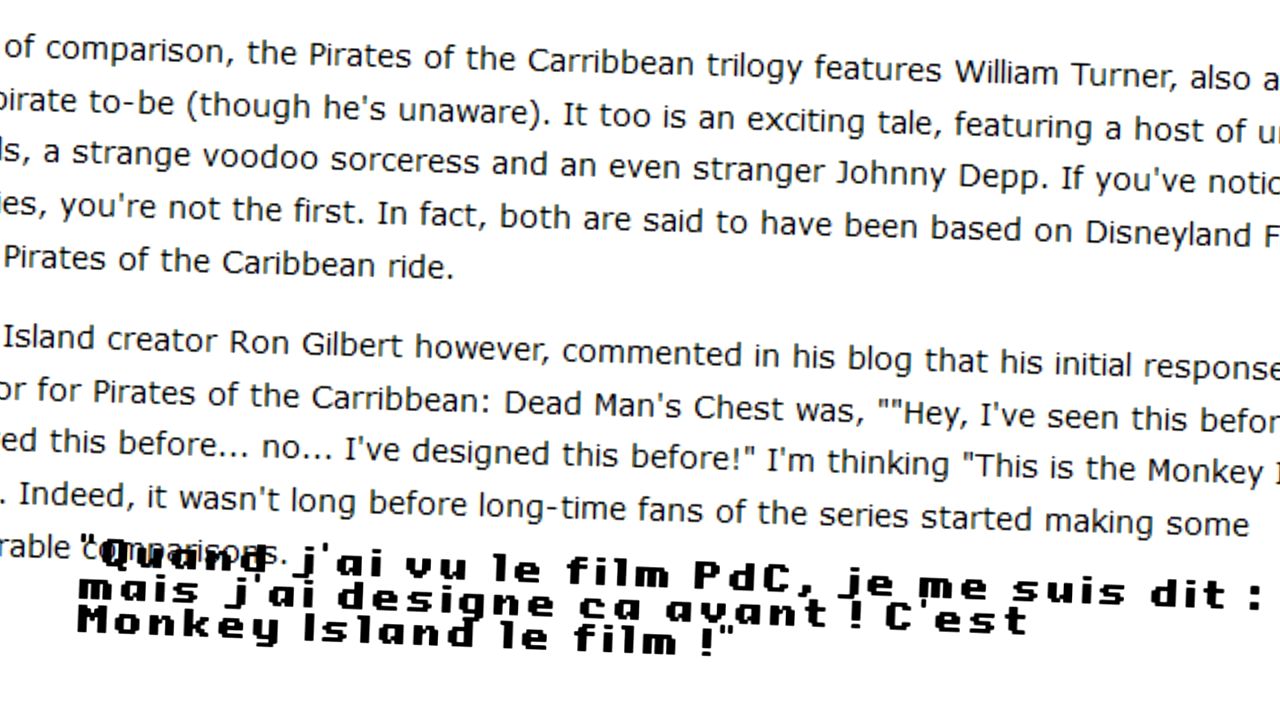 of comparison, the Pirates of the Carribbean trilogy features William Turner, also a
pirate to-be (though he's unaware). It too is an exciting tale, featuring a host of
a strange voodoo sorceress and an even stranger Johnny Depp. If you've
you're not the first. In fact, both are said to have been based on Disneyland
Pirates of the Caribbean ride.
Island creator Ron Gilbert however, commented in his blog that his initial response
for Pirates of the Carribbean: Dead Man's Chest was, ""Hey, I've seen this
this before... no... I've designed this before!" I'm thinking "This is the Monkey
. Indeed, it wasn't long before long-time fans of the series started making some
comparisons.
"Quand j'ai vu le film PdC, je me suis dit :
mais j'ai designe ca avant ! C'est
Monkey Island le film !"